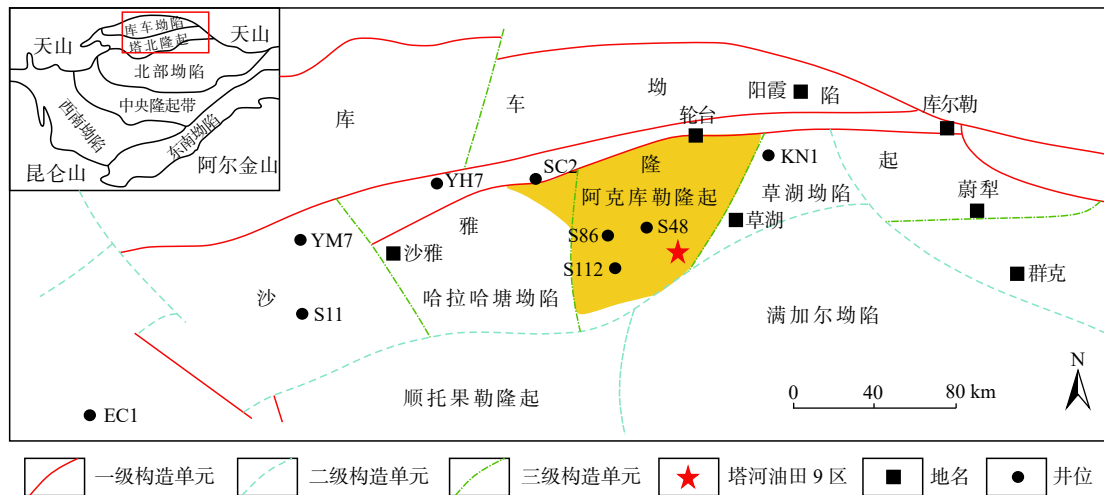 库车坳陷
天山
塔北隆起
天山
北部坳陷
中央隆起带
西南坳陷
东南坳陷
昆仑山
阿尔金山
库
车
坳
阳霞
陷
轮台
库尔勒
SC2
YH7
隆
KN1
起
阿克库勒隆起
草湖坳陷
蔚犁
雅
S48
草湖
YM7
S86
沙雅
S112
群克
沙
哈拉哈塘坳陷
S11
满加尔坳陷
顺托果勒隆起
EC1
N
0 40 80 km
一级构造单元 二级构造单元 三级构造单元 塔河油田 9 区 地名 井位